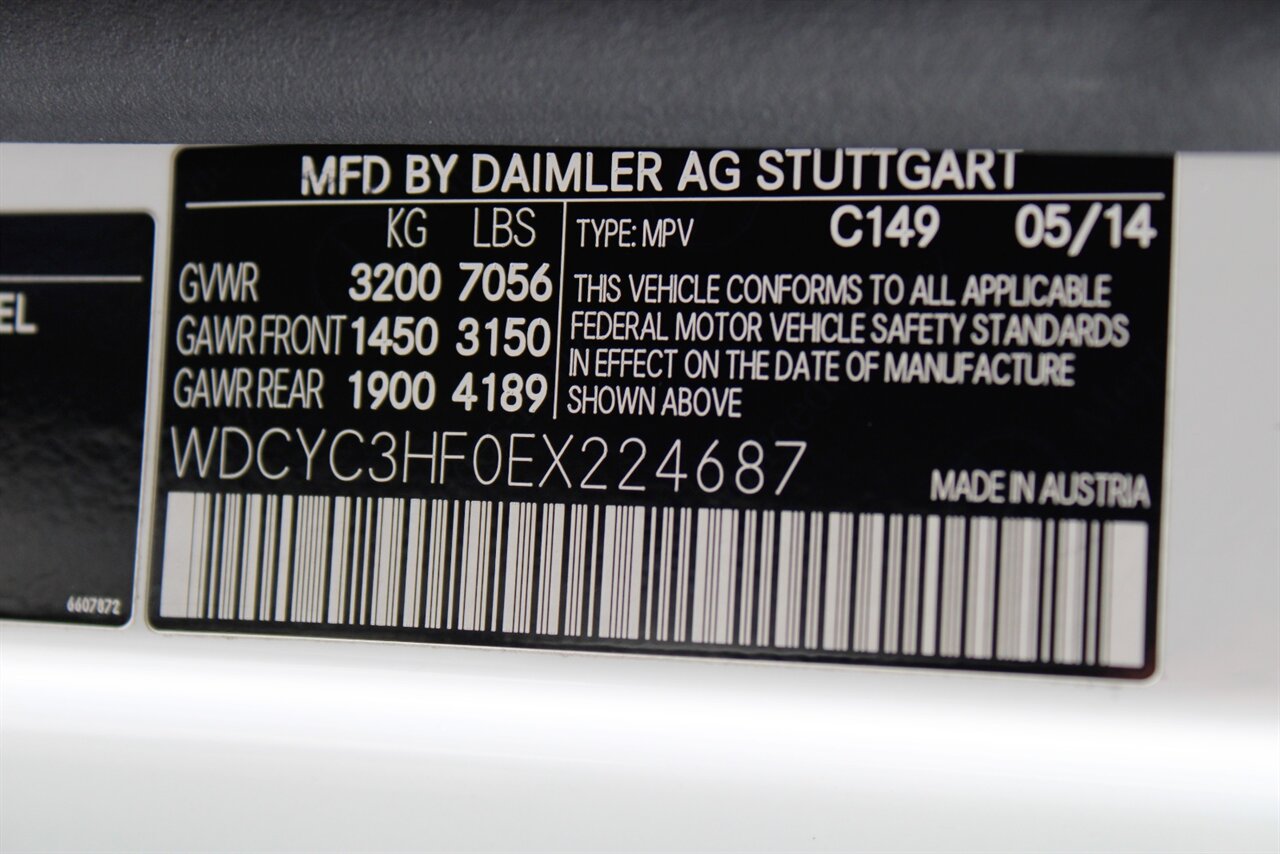 MFD BY DAIMLER AG STUTTGART
KG LBS
GVWR 3200 7056
GAWR FRONT 1450 3150
GAWR REAR 1900 4189
TYPE: MPV C149 05/14
THIS VEHICLE CONFORMS TO ALL APPLICABLE
FEDERAL MOTOR VEHICLE SAFETY STANDARDS
IN EFFECT ON THE DATE OF MANUFACTURE
SHOWN ABOVE
WDCYC3HF0EX224687
MADE IN AUSTRIA
EL
6607872